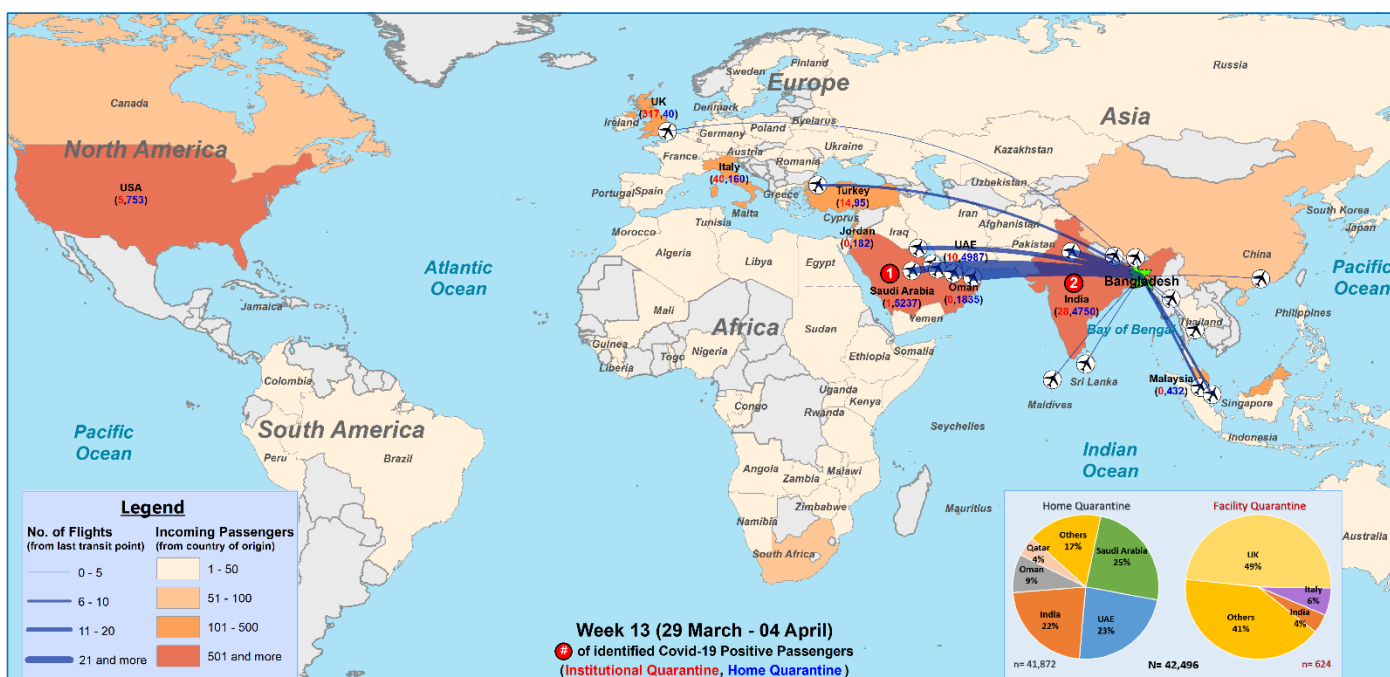 Europe
Asia
Africa
North America
South America
Atlantic
Ocean
Pacific
Ocean
Pacific
Ocean
Indian
Ocean
Bay of Bengal
Canada
USA
(5,753)
Jamaica
Colombia
Peru
Brazil
UK
(317,40)
Ireland
Sweden
Finland
Russia
Denmark
Byelarus
Poland
Germany
Ukraine
Austria
France
Romania
Kazakhstan
Italy
(40,160)
Portugal
Spain
Greece
Turkey
(14,95)
Uzbekistan
Malta
Cyprus
Tunisia
Morocco
Jordan
(0,182)
Iraq
Iran
Afghanistan
Pakistan
South Korea
Japan
China
Algeria
Libya
Egypt
UAE
(10,4987)
1
Saudi Arabia
(1,5237)
Oman
(0,1835)
Yemen
2
India
(28,4750)
Bangladesh
Thailand
Philippines
Malaysia
(0,432)
Singapore
Indonesia
Sri Lanka
Maldives
Seychelles
Mauritius
Australia
Mali
Sudan
Guinea
Liberia
Togo
Nigeria
Ethiopia
Somalia
Uganda
Kenya
Congo
Rwanda
Angola
Zambia
Malawi
Zimbabwe
Namibia
South Africa
Legend
No. of Flights
(from last transit point)
0 - 5
6 - 10
11 - 20
21 and more
Incoming Passengers
(from country of origin)
1 - 50
51 - 100
101 - 500
501 and more
Week 13 (29 March - 04 April)
# of identified Covid-19 Positive Passengers
(Institutional Quarantine, Home Quarantine )
Home Quarantine
Others
17%
Saudi Arabia
25%
Qatar
4%
Oman
9%
India
22%
UAE
23%
n= 41,872
Facility Quarantine
UK
49%
Italy
6%
India
4%
Others
41%
N= 42,496
n= 624